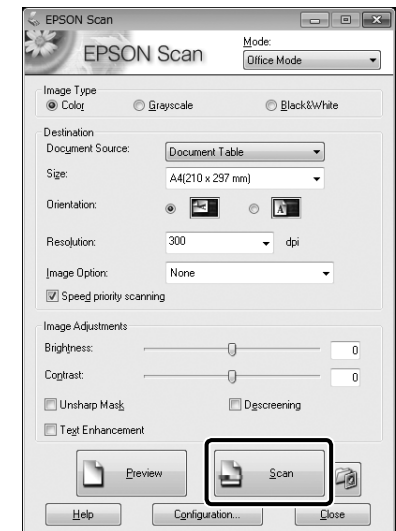 EPSON Scan
EPSON Scan
Mode:
Office Mode
Image Type
Color Grayscale Black&White
Destination
Document Source: Document Table
Size: A4(210 x 297 mm)
Orientation: A
Resolution: 300 dpi
Image Option: None
Speed priority scanning
Image Adjustments
Brightness: 0
Contrast: 0
Unsharp Mask Descreening
Text Enhancement
Preview Scan
Help Configuration... Close